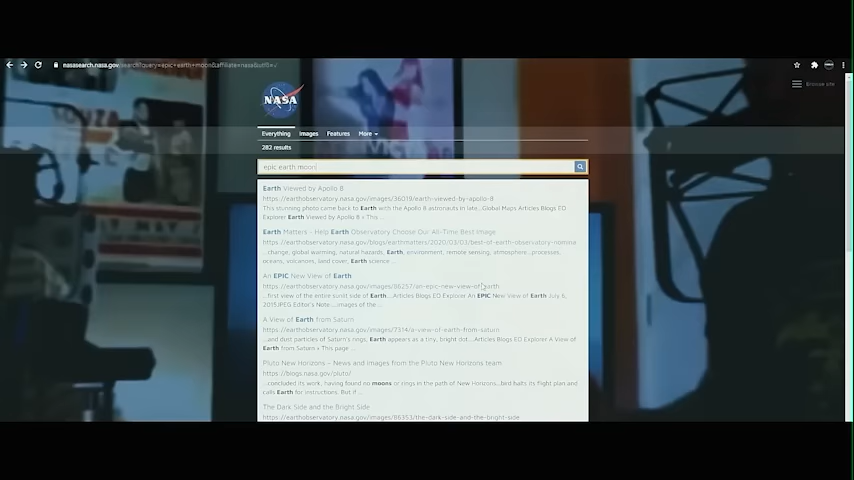 nasasearch.nasa.gov/search?query=epic+earth+moon&affiliate=nasa&utf8=✓
Browse site
NASA
Everything Images Features More
282 results
epic earth moon
Earth Viewed by Apollo 8
https://earthobservatory.nasa.gov/images/36019/earth-viewed-by-apollo-8
This stunning photo came back to Earth with the Apollo 8 astronauts in late...Global Maps Articles Blogs EO
Explorer Earth Viewed by Apollo 8 » This ...
Earth Matters - Help Earth Observatory Choose Our All-Time Best Image
https://earthobservatory.nasa.gov/blogs/earthmatters/2020/03/03/best-of-earth-observatory-nomina
...change, global warming, natural hazards, Earth, environment, remote sensing, atmosphere, processes,
oceans, volcanoes, land cover, Earth science ...
An EPIC New View of Earth
https://earthobservatory.nasa.gov/images/86257/an-epic-new-view-of-earth
...first view of the entire sunlit side of Earth...Articles Blogs EO Explorer An EPIC New View of Earth July 6,
2015JPEG Editor's Note:...images of the ...
A View of Earth from Saturn
https://earthobservatory.nasa.gov/images/7314/a-view-of-earth-from-saturn
...and dust particles of Saturn's rings, Earth appears as a tiny, bright dot...Articles Blogs EO Explorer A View of
Earth from Saturn » This page ...
Pluto New Horizons – News and Images from the Pluto New Horizons team
https://blogs.nasa.gov/pluto/
...concluded its work, having found no moons or rings in the path of New Horizons...bird halts its flight plan and
calls Earth for instructions. But if ...
The Dark Side and the Bright Side
https://earthobservatory.nasa.gov/images/86353/the-dark-side-and-the-bright-side